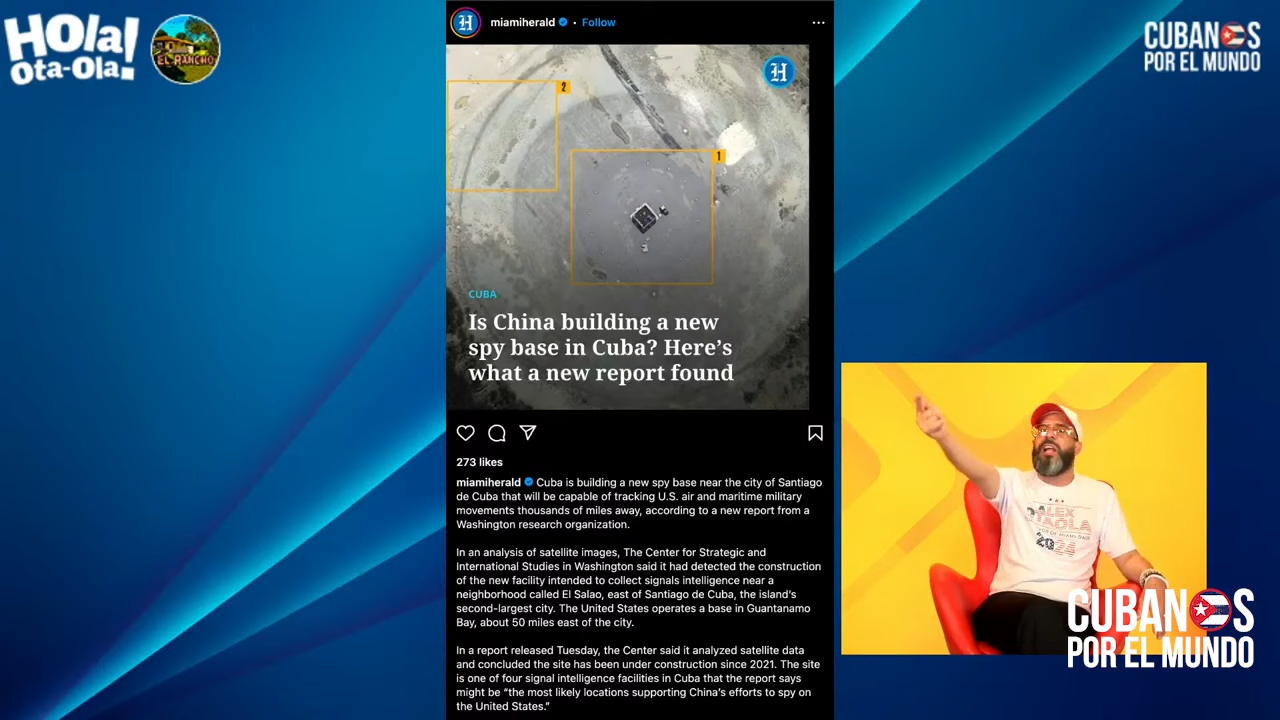 HOla!
Ota-Ola!
EL RANCHO
miamiherald · Follow
CUBANOS
POR EL MUNDO
H
2
1
CUBA
Is China building a new
spy base in Cuba? Here's
what a new report found
273 likes
miamiherald Cuba is building a new spy base near the city of Santiago
de Cuba that will be capable of tracking U.S. air and maritime military
movements thousands of miles away, according to a new report from a
Washington research organization.
In an analysis of satellite images, The Center for Strategic and
International Studies in Washington said it had detected the construction
of the new facility intended to collect signals intelligence near a
neighborhood called El Salao, east of Santiago de Cuba, the island's
second-largest city. The United States operates a base in Guantanamo
Bay, about 50 miles east of the city.
In a report released Tuesday, the Center said it analyzed satellite data
and concluded the site has been under construction since 2021. The site
is one of four signal intelligence facilities in Cuba that the report says
might be “the most likely locations supporting China's efforts to spy on
the United States.”
ALEX
OTAOLA
2024
CUBANOS
POR EL MUNDO